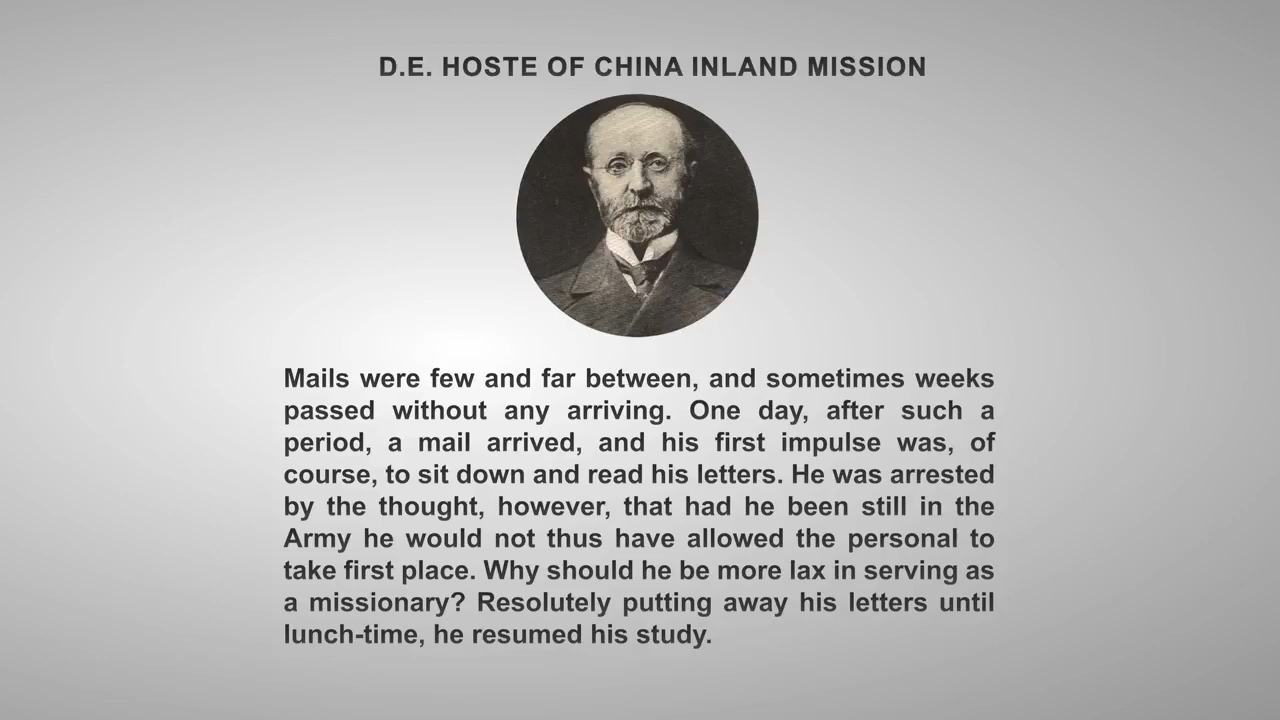 D.E. HOSTE OF CHINA INLAND MISSION
Mails were few and far between, and sometimes weeks
passed without any arriving. One day, after such a
period, a mail arrived, and his first impulse was, of
course, to sit down and read his letters. He was arrested
by the thought, however, that had he been still in the
Army he would not thus have allowed the personal to
take first place. Why should he be more lax in serving as
a missionary? Resolutely putting away his letters until
lunch-time, he resumed his study.